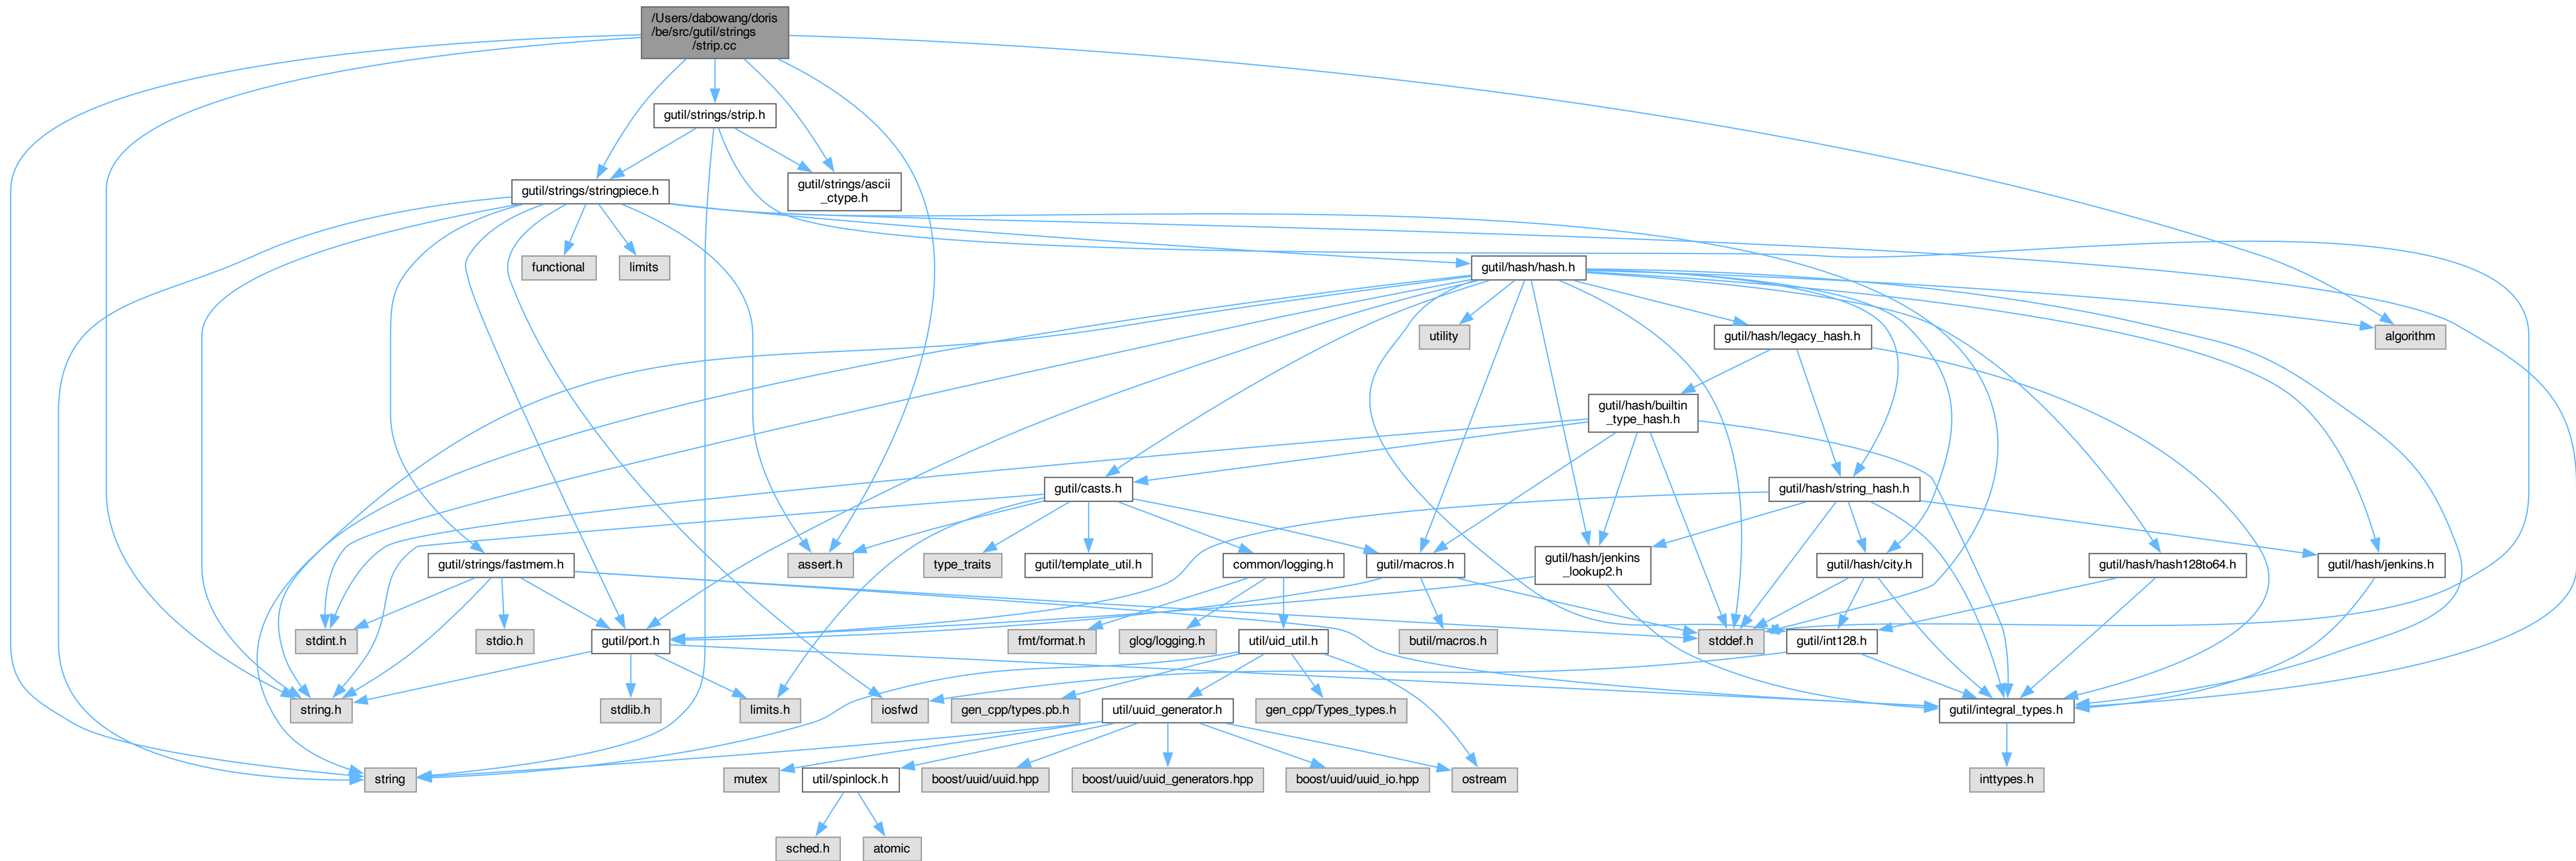 /Users/dabowang/doris
/be/src/gutil/strings
/strip.cc
gutil/strings/strip.h
gutil/strings/stringpiece.h
gutil/strings/ascii
_ctype.h
functional
limits
gutil/hash/hash.h
utility
gutil/hash/legacy_hash.h
algorithm
gutil/hash/builtin
_type_hash.h
gutil/casts.h
gutil/hash/string_hash.h
gutil/strings/fastmem.h
assert.h
type_traits
gutil/template_util.h
common/logging.h
gutil/macros.h
gutil/hash/jenkins
_lookup2.h
gutil/hash/city.h
gutil/hash/hash128to64.h
gutil/hash/jenkins.h
stdint.h
stdio.h
gutil/port.h
fmt/format.h
glog/logging.h
util/uid_util.h
butil/macros.h
stddef.h
gutil/int128.h
string.h
stdlib.h
limits.h
iosfwd
gen_cpp/types.pb.h
util/uuid_generator.h
gen_cpp/Types_types.h
gutil/integral_types.h
string
mutex
util/spinlock.h
boost/uuid/uuid.hpp
boost/uuid/uuid_generators.hpp
boost/uuid/uuid_io.hpp
ostream
inttypes.h
sched.h
atomic